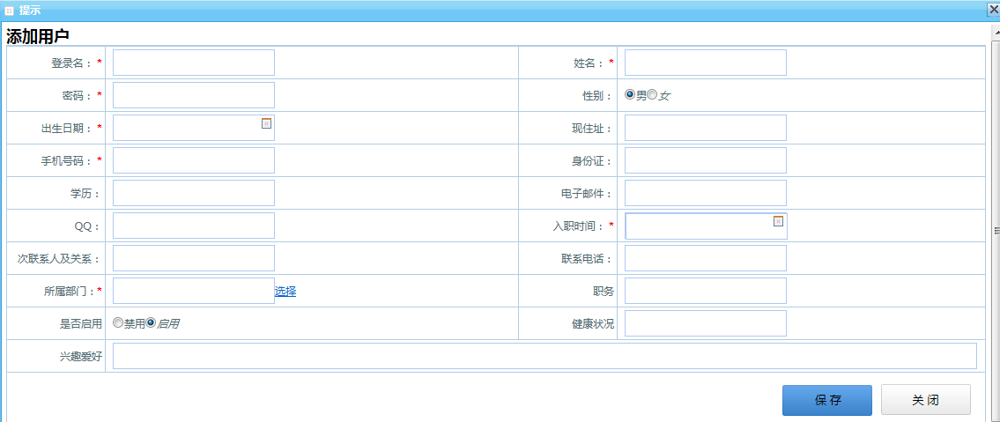 提示
添加用户
登录名：* 姓名：*
密码：* 性别： 男 女
出生日期：* 现住址：
手机号码：* 身份证：
学历： 电子邮件：
QQ： 入职时间：*
次联系人及关系： 联系电话：
所属部门：* 选择 职务
是否启用 禁用 启用 健康状况
兴趣爱好
保 存 关 闭